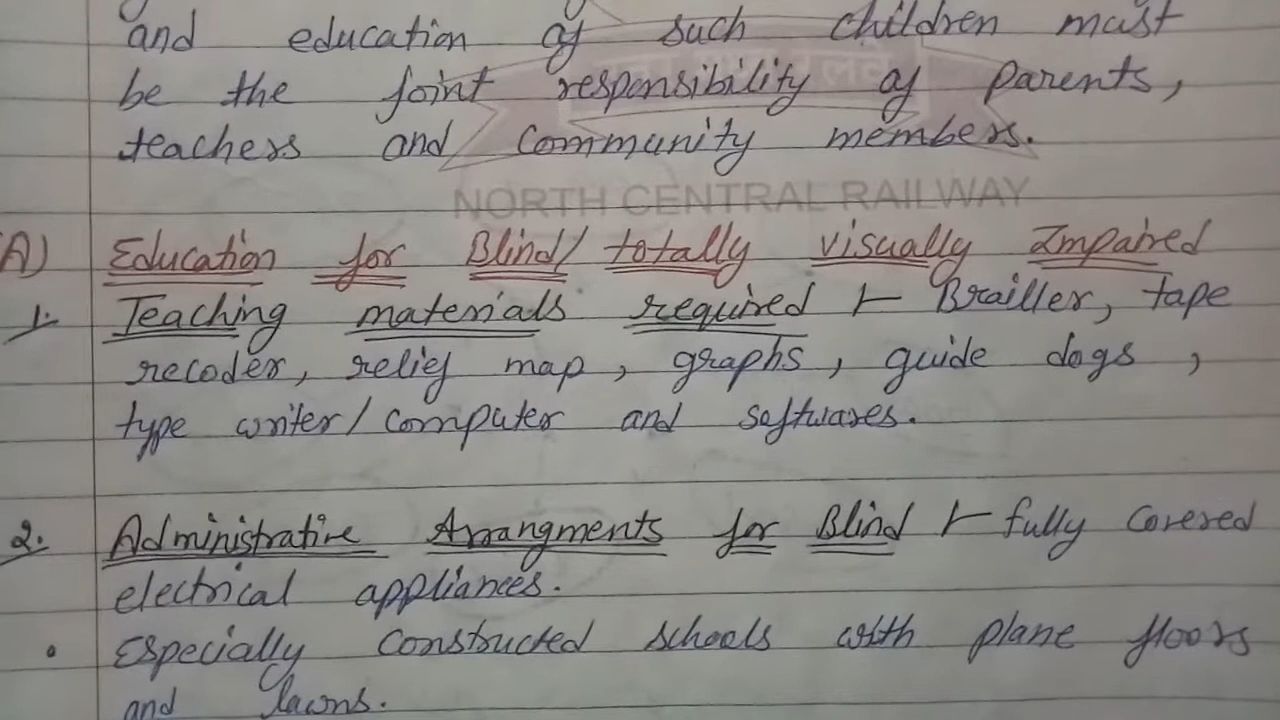 and education of such children must
be the joint responsibility of parents,
teachers and community members.
NORTH CENTRAL RAILWAY
A) Education for Blind/ totally visually Impaired
1. Teaching materials required :- Brailler, tape
recoder, relief map, graphs, guide dogs,
type writer/computer and softwares.
2. Administrative Arrangments for Blind :- fully covered
electrical appliances.
• Especially constructed schools with plane floors
and lawns.